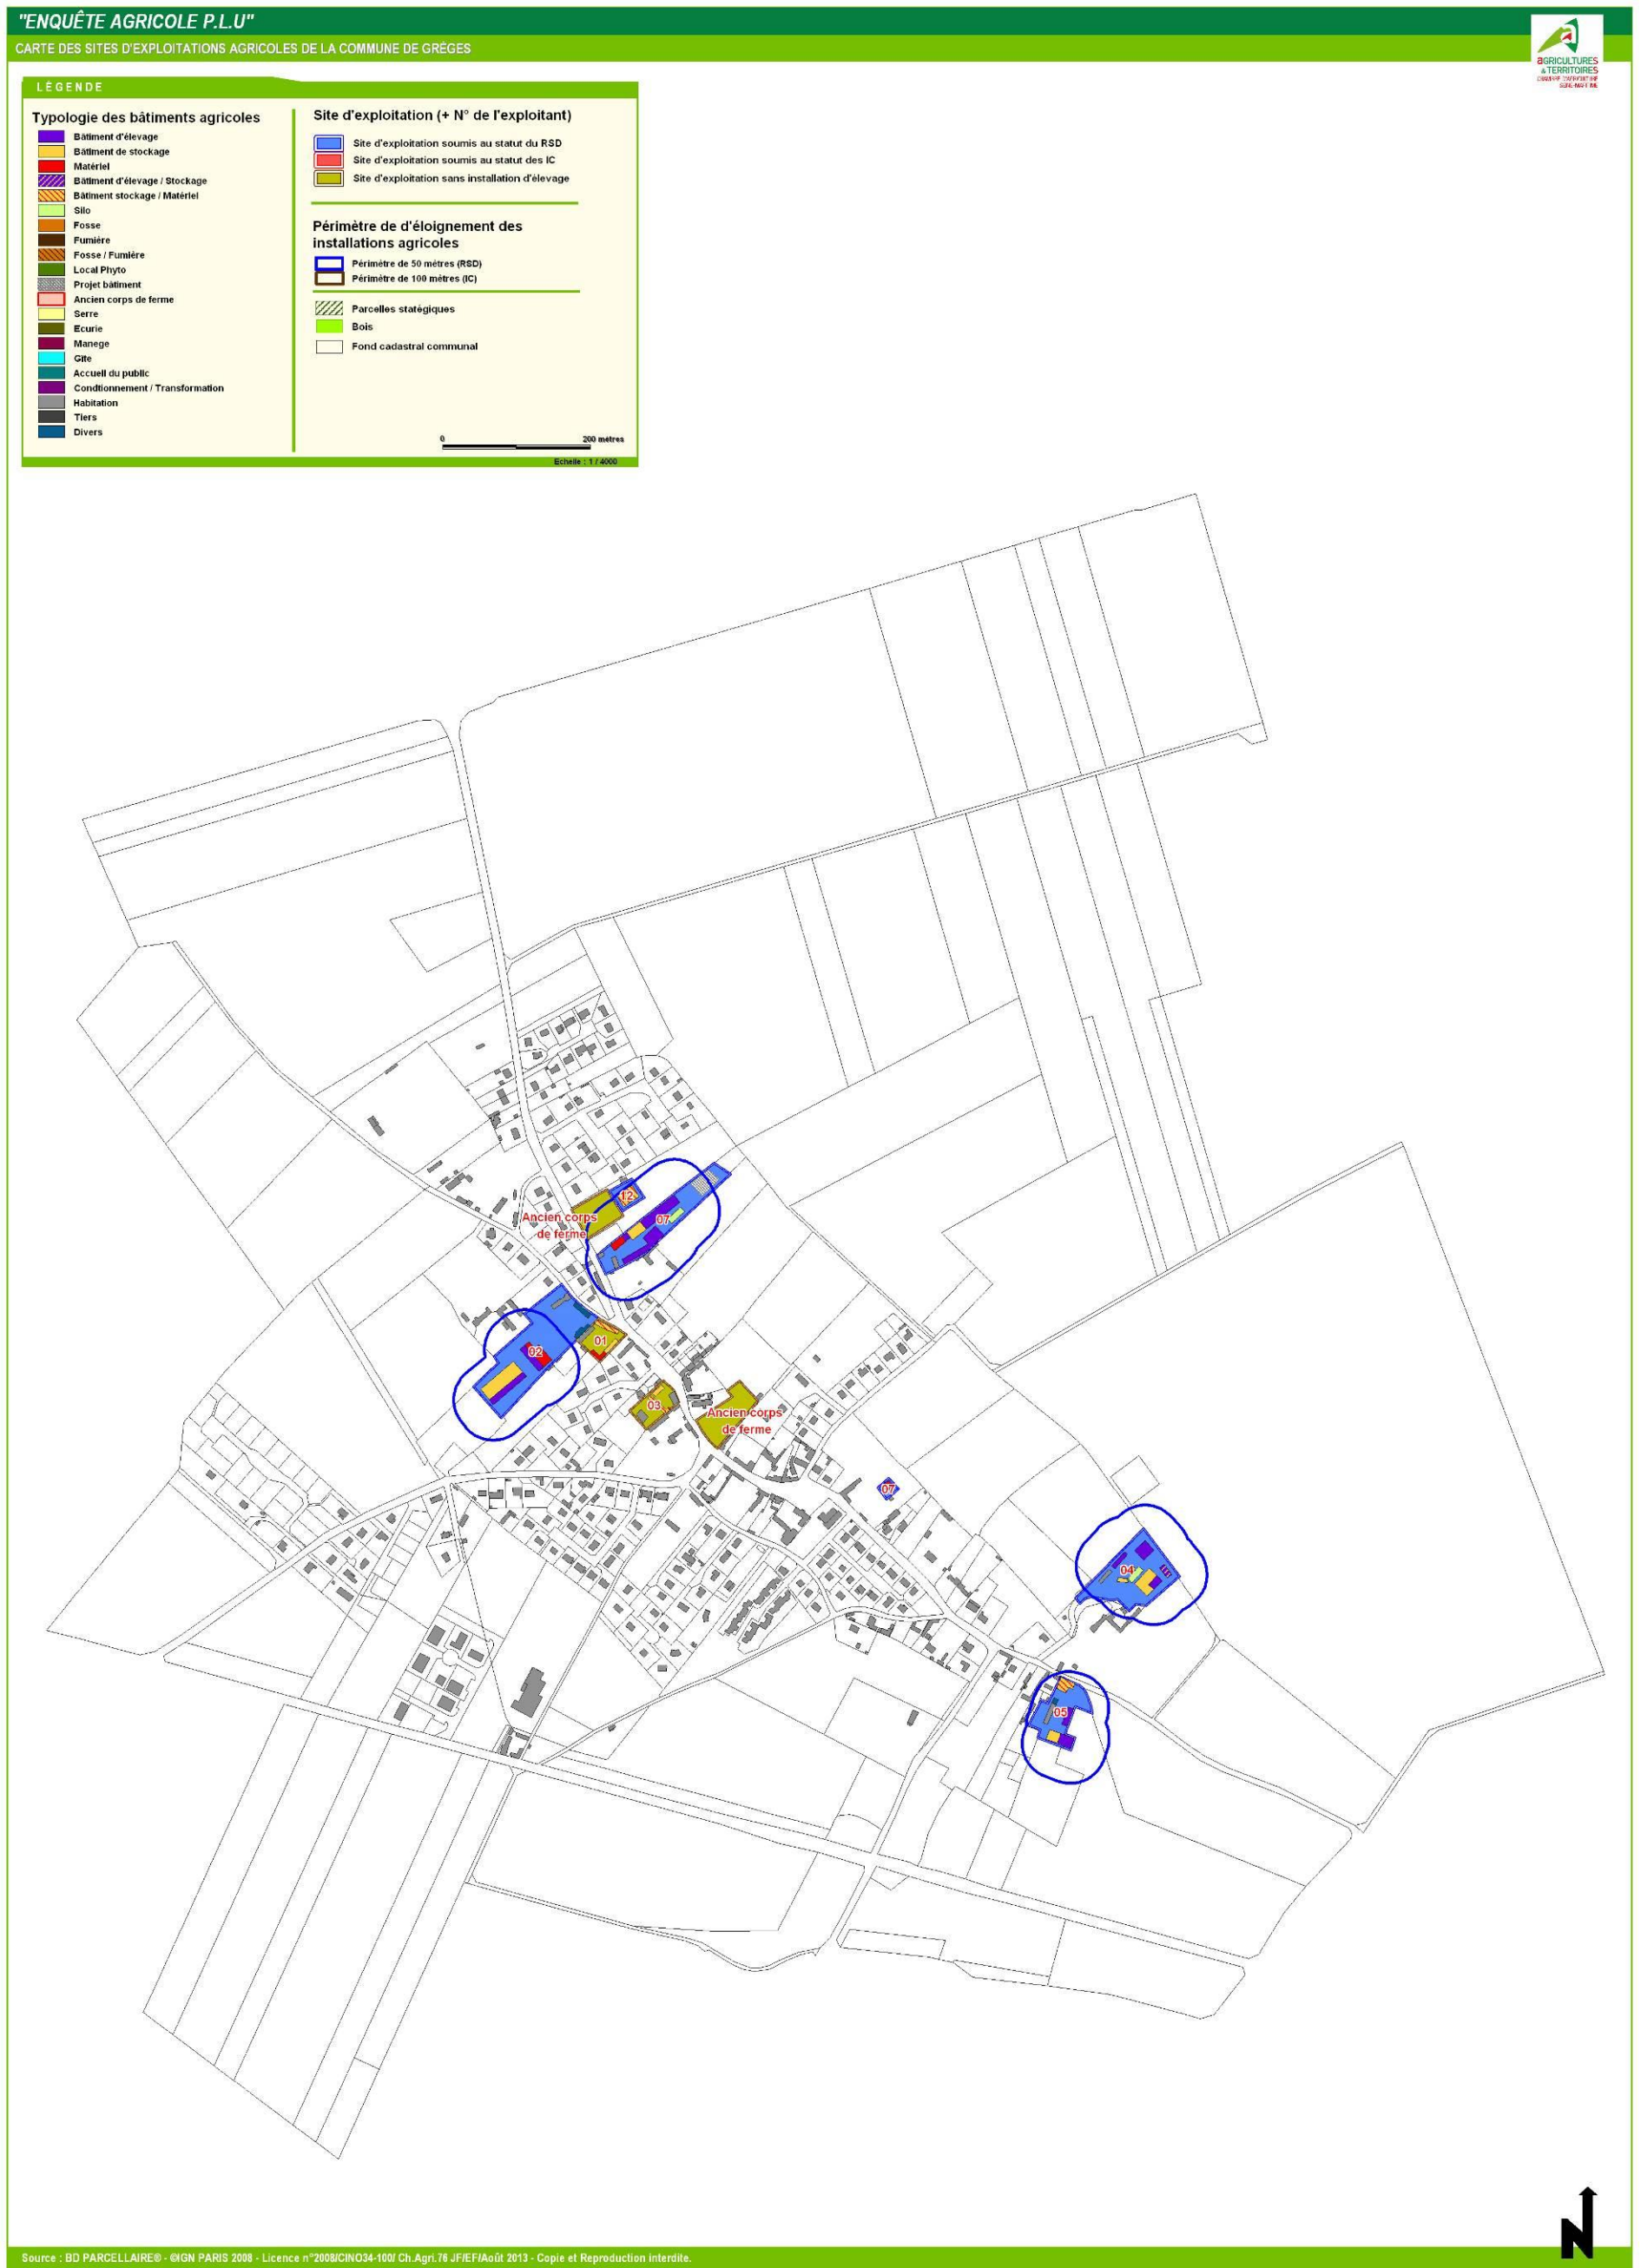 "ENQUÊTE AGRICOLE P.L.U"
CARTE DES SITES D'EXPLOITATIONS AGRICOLES DE LA COMMUNE DE GRÈGES
aGRICULTURES
& TERRITOIRES
CHAMBRE D'AGRICULTURE
SEINE-MARITIME
LÉGENDE
Typologie des bâtiments agricoles
Bâtiment d'élevage
Bâtiment de stockage
Matériel
Bâtiment d'élevage / Stockage
Bâtiment stockage / Matériel
Silo
Fosse
Fumière
Fosse / Fumière
Local Phyto
Projet bâtiment
Ancien corps de ferme
Serre
Ecurie
Manege
Gîte
Accueil du public
Condtionnement / Transformation
Habitation
Tiers
Divers
Site d'exploitation (+ N° de l'exploitant)
Site d'exploitation soumis au statut du RSD
Site d'exploitation soumis au statut des IC
Site d'exploitation sans installation d'élevage
Périmètre de d'éloignement des
installations agricoles
Périmètre de 50 mètres (RSD)
Périmètre de 100 mètres (IC)
Parcelles statégiques
Bois
Fond cadastral communal
0 200 mètres
Echelle : 1 / 4000
12
Ancien corps
de ferme
07
01
02
03
Ancien corps
de ferme
07
04
05
N
Source : BD PARCELLAIRE® - ©IGN PARIS 2008 - Licence n°2008/CINO34-100/ Ch.Agri.76 JF/EF/Août 2013 - Copie et Reproduction interdite.